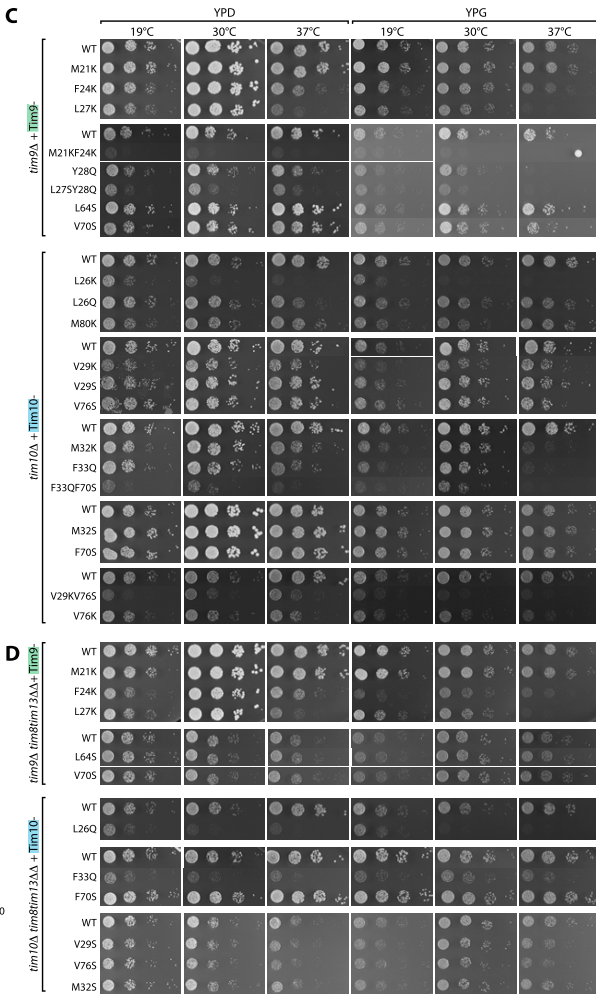 C
YPD YPG
19°C 30°C 37°C 19°C 30°C 37°C
tim9Δ + Tim9-
WT
M21K
F24K
L27K
WT
M21KF24K
Y28Q
L27SY28Q
L64S
V70S
tim10Δ + Tim10-
WT
L26K
L26Q
M80K
WT
V29K
V29S
V76S
WT
M32K
F33Q
F33QF70S
WT
M32S
F70S
WT
V29KV76S
V76K
D
tim9Δ tim8tim13ΔΔ+ Tim9-
WT
M21K
F24K
L27K
WT
L64S
V70S
tim10Δ tim8tim13ΔΔ + Tim10-
WT
L26Q
WT
F33Q
F70S
0
WT
V29S
V76S
M32S